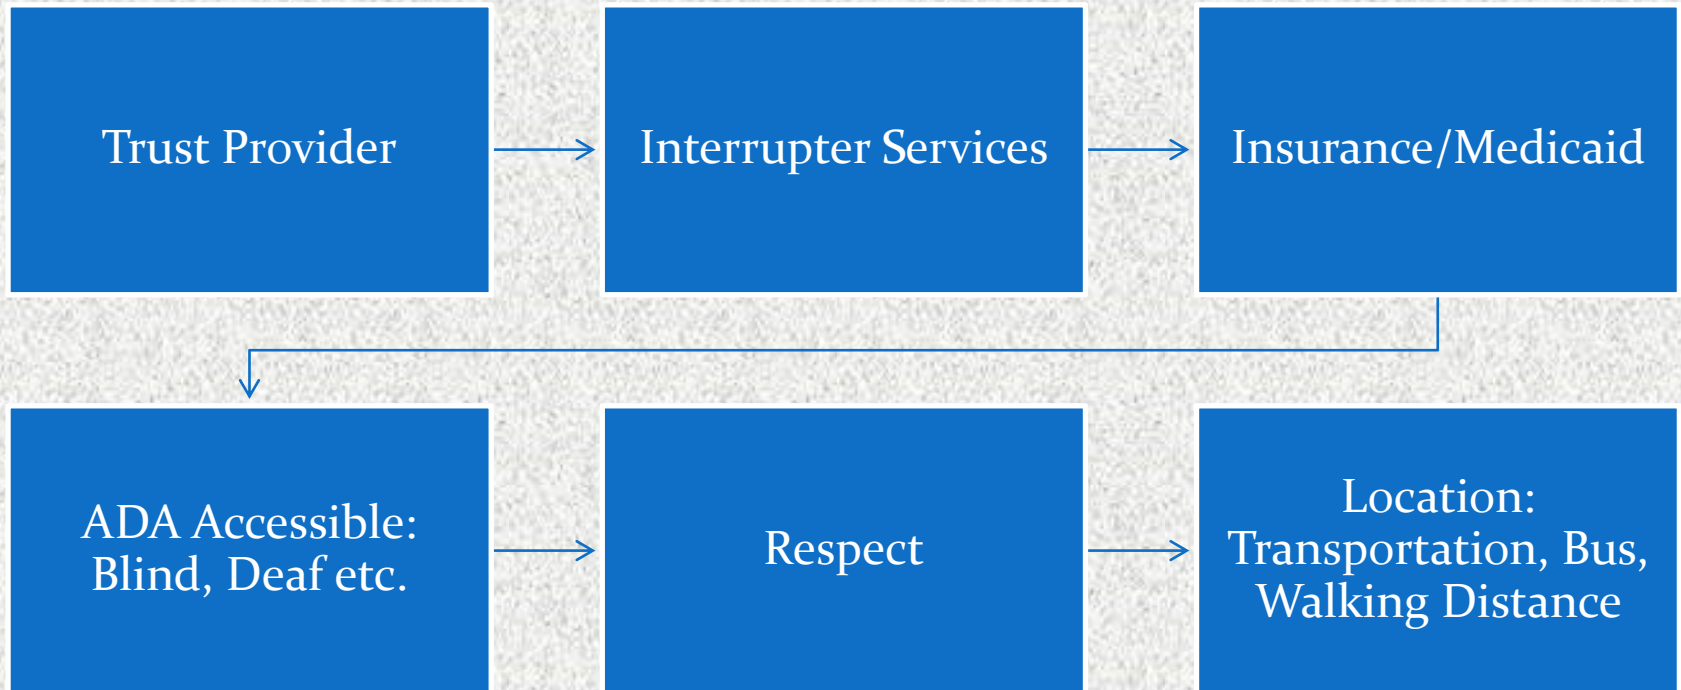 Trust Provider
Interrupter Services
Insurance/Medicaid
ADA Accessible:
Blind, Deaf etc.
Respect
Location:
Transportation, Bus,
Walking Distance